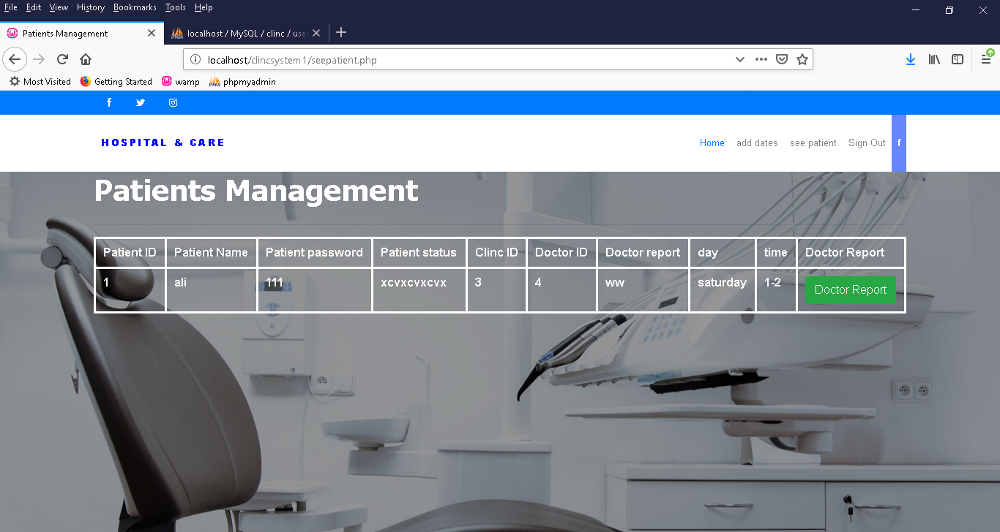 File Edit View History Bookmarks Tools Help
Patients Management
localhost / MySQL / clinc / use
localhost/clincsystem1/seepatient.php
Most Visited Getting Started wamp phpmyadmin
HOSPITAL & CARE Home add dates see patient Sign Out f
Patients Management
Patient ID Patient Name Patient password Patient status Clinc ID Doctor ID Doctor report day time Doctor Report
1 ali 111 xcvxcvxcvx 3 4 ww saturday 1-2 Doctor Report